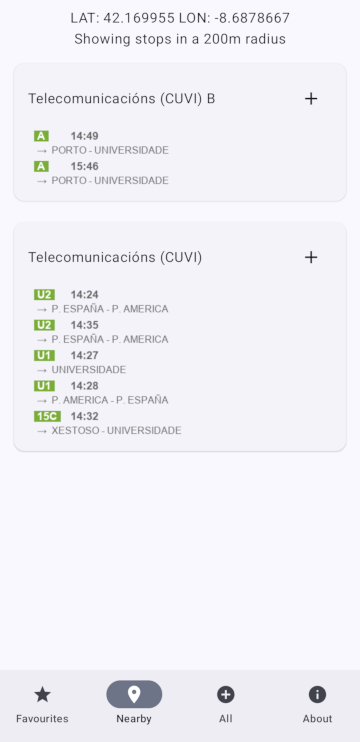 LAT: 42.169955 LON: -8.6878667
Showing stops in a 200m radius
Telecomunicacións (CUVI) B +
A 14:49
→ PORTO - UNIVERSIDADE
A 15:46
→ PORTO - UNIVERSIDADE
Telecomunicacións (CUVI) +
U2 14:24
→ P. ESPAÑA - P. AMERICA
U2 14:35
→ P. ESPAÑA - P. AMERICA
U1 14:27
→ UNIVERSIDADE
U1 14:28
→ P. AMERICA - P. ESPAÑA
15C 14:32
→ XESTOSO - UNIVERSIDADE
Favourites Nearby All About